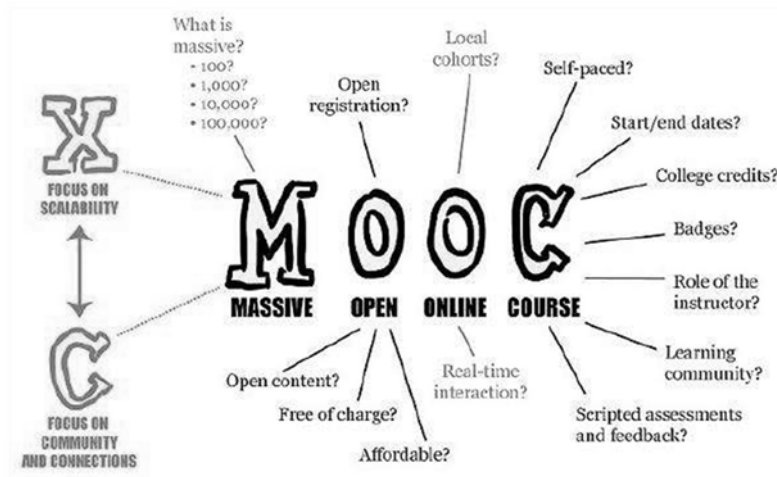 What is
massive?
• 100?
• 1,000?
• 10,000?
• 100,000?
Local
cohorts?
Open
registration?
Self-paced?
Start/end dates?
College credits?
Badges?
Role of the
instructor?
Learning
community?
Scripted assessments
and feedback?
X
FOCUS ON
SCALABILITY
C
FOCUS ON
COMMUNITY
AND CONNECTIONS
MOOC
MASSIVE OPEN ONLINE COURSE
Open content?
Free of charge?
Affordable?
Real-time
interaction?